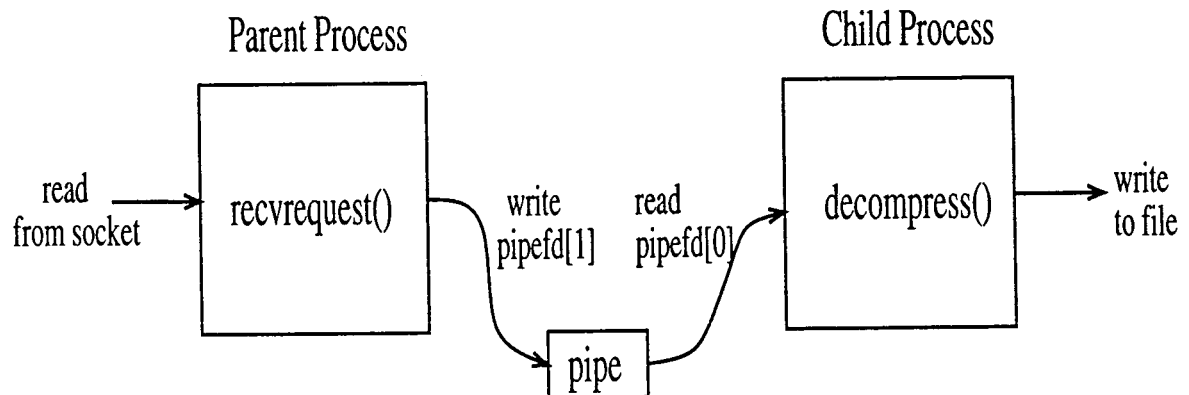 Parent Process
Child Process
read
from socket
recvrequest()
write
pipefd[1]
read
pipefd[0]
decompress()
write
to file
pipe